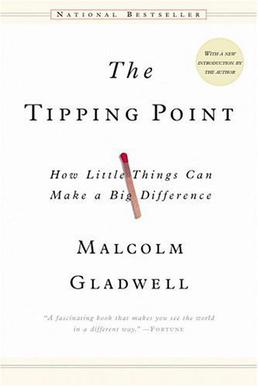 NATIONAL BESTSELLER
The
TIPPING POINT
WITH A NEW
INTRODUCTION BY
THE AUTHOR
How Little Things Can
Make a Big Difference
MALCOLM
GLADWELL
"A fascinating book that makes you see the world
in a different way." —FORTUNE